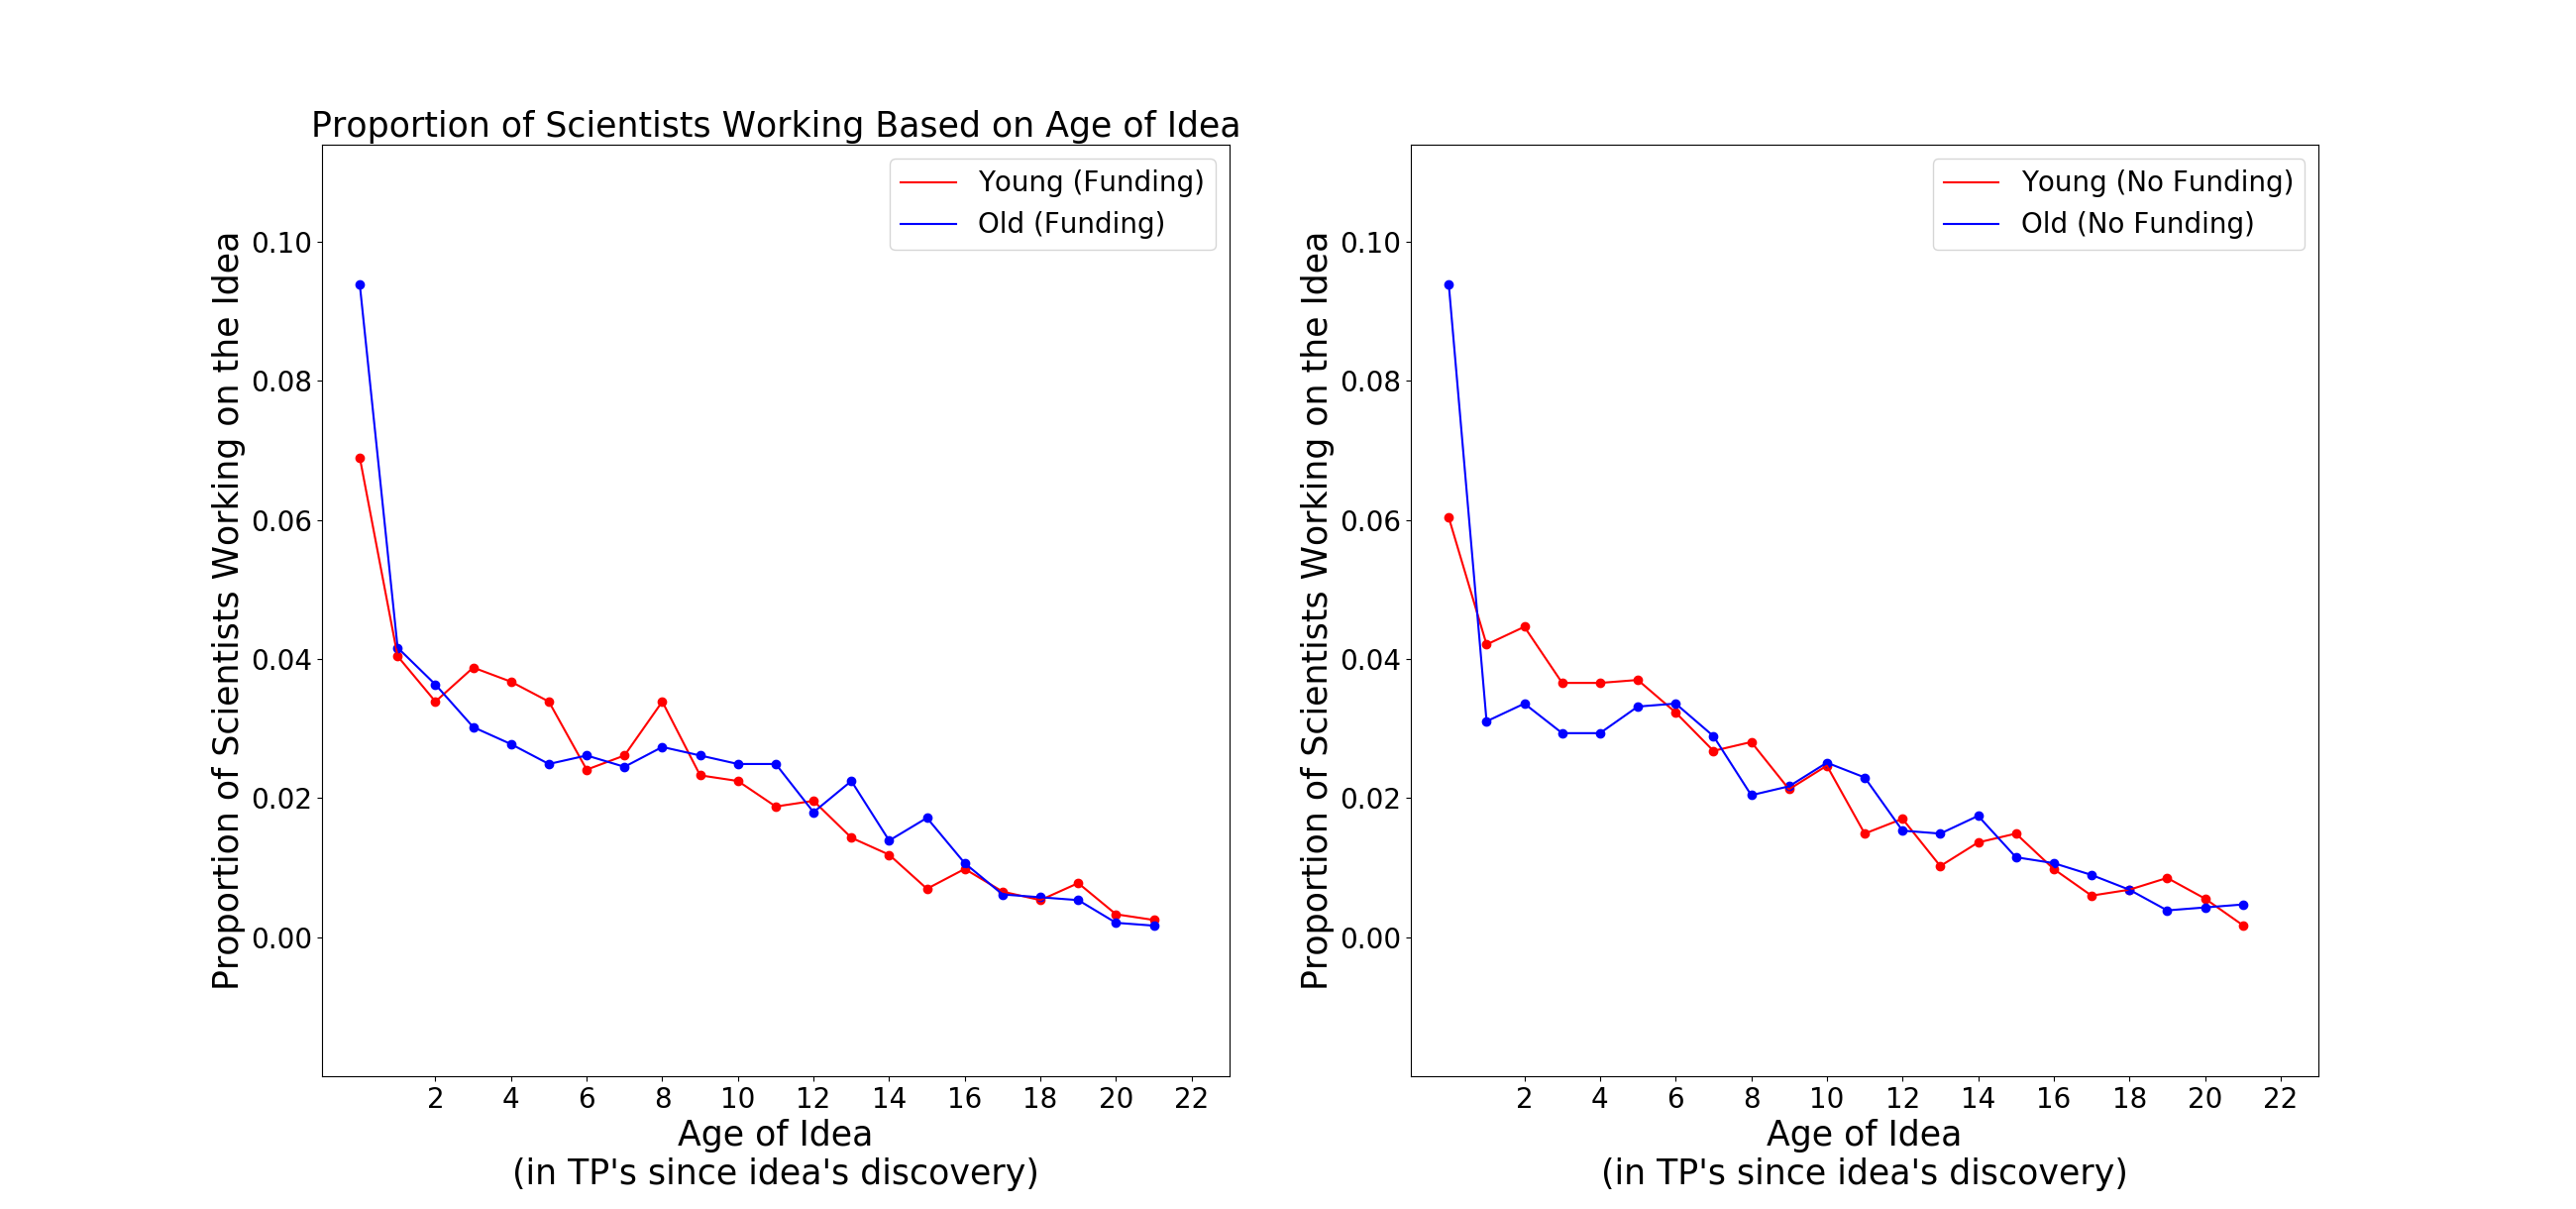 Proportion of Scientists Working Based on Age of Idea
Young (Funding)
Old (Funding)
Proportion of Scientists Working on the Idea
0.10
0.08
0.06
0.04
0.02
0.00
2 4 6 8 10 12 14 16 18 20 22
Age of Idea
(in TP's since idea's discovery)
Young (No Funding)
Old (No Funding)
Proportion of Scientists Working on the Idea
0.10
0.08
0.06
0.04
0.02
0.00
2 4 6 8 10 12 14 16 18 20 22
Age of Idea
(in TP's since idea's discovery)